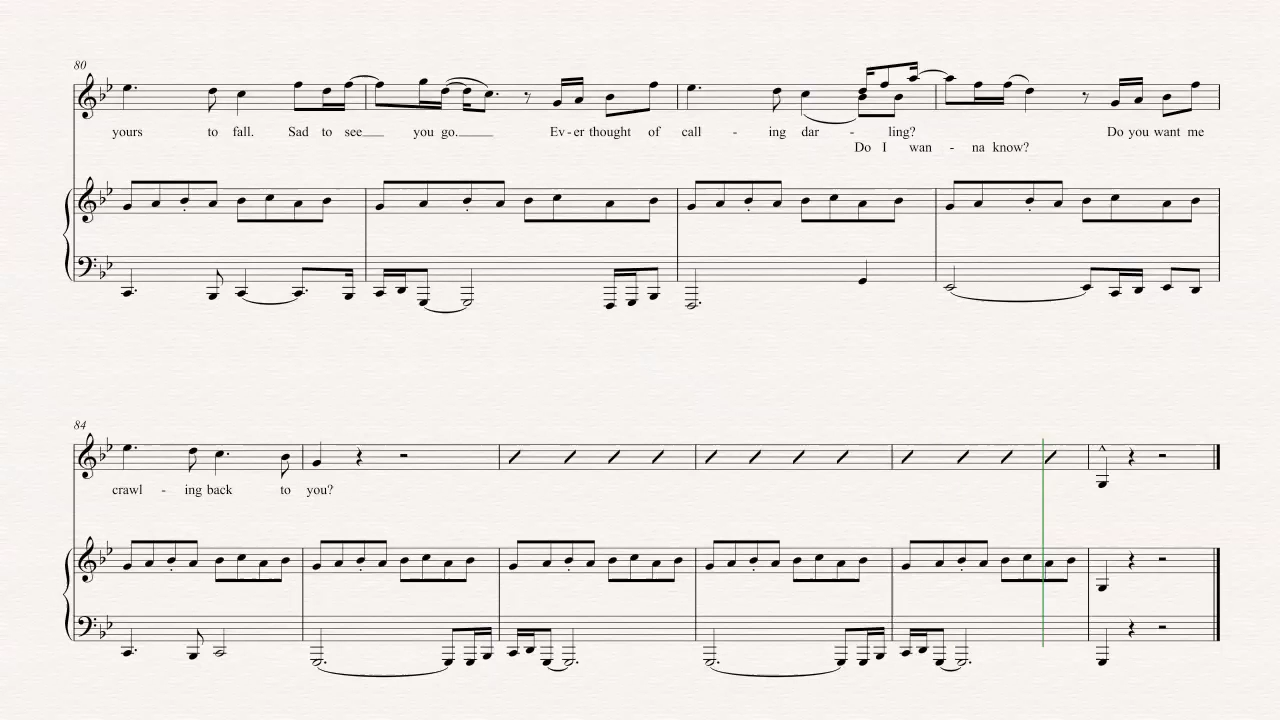 80
yours to fall. Sad to see you go. Ev - er thought of call - ing dar - ling? Do you want me
Do I wan - na know?
84
crawl - ing back to you?